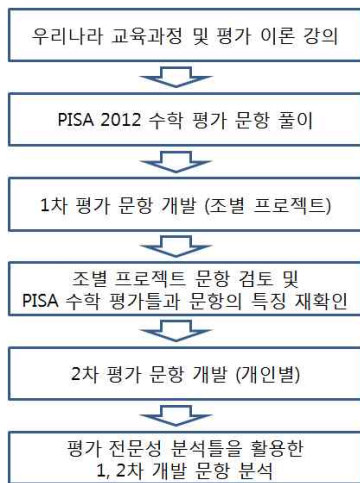 우리나라 교육과정 및 평가 이론 강의
PISA 2012 수학 평가 문항 풀이
1차 평가 문항 개발 (조별 프로젝트)
조별 프로젝트 문항 검토 및
PISA 수학 평가틀과 문항의 특징 재확인
2차 평가 문항 개발 (개인별)
평가 전문성 분석틀을 활용한
1, 2차 개발 문항 분석